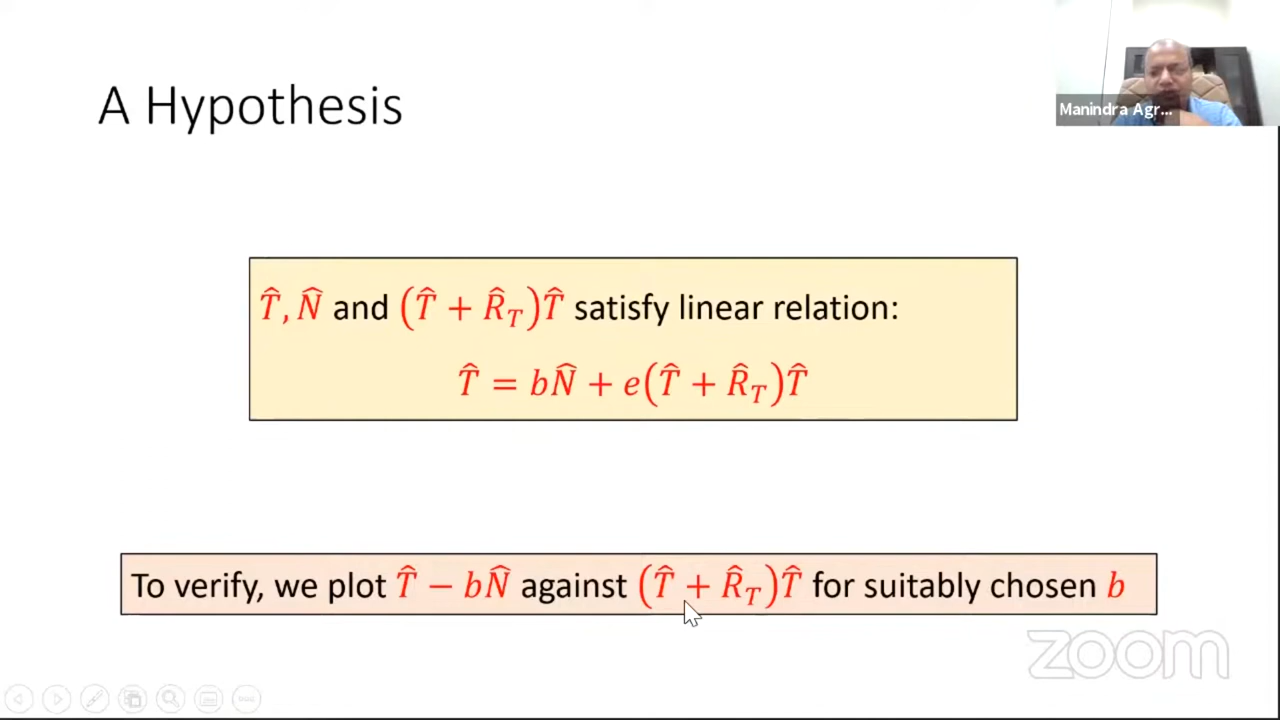 A Hypothesis
Manindra Agr...
T̂, N̂ and (T̂ + R̂_T)T̂ satisfy linear relation:
T̂ = bN̂ + e(T̂ + R̂_T)T̂
To verify, we plot T̂ − bN̂ against (T̂ + R̂_T)T̂ for suitably chosen b
zoom